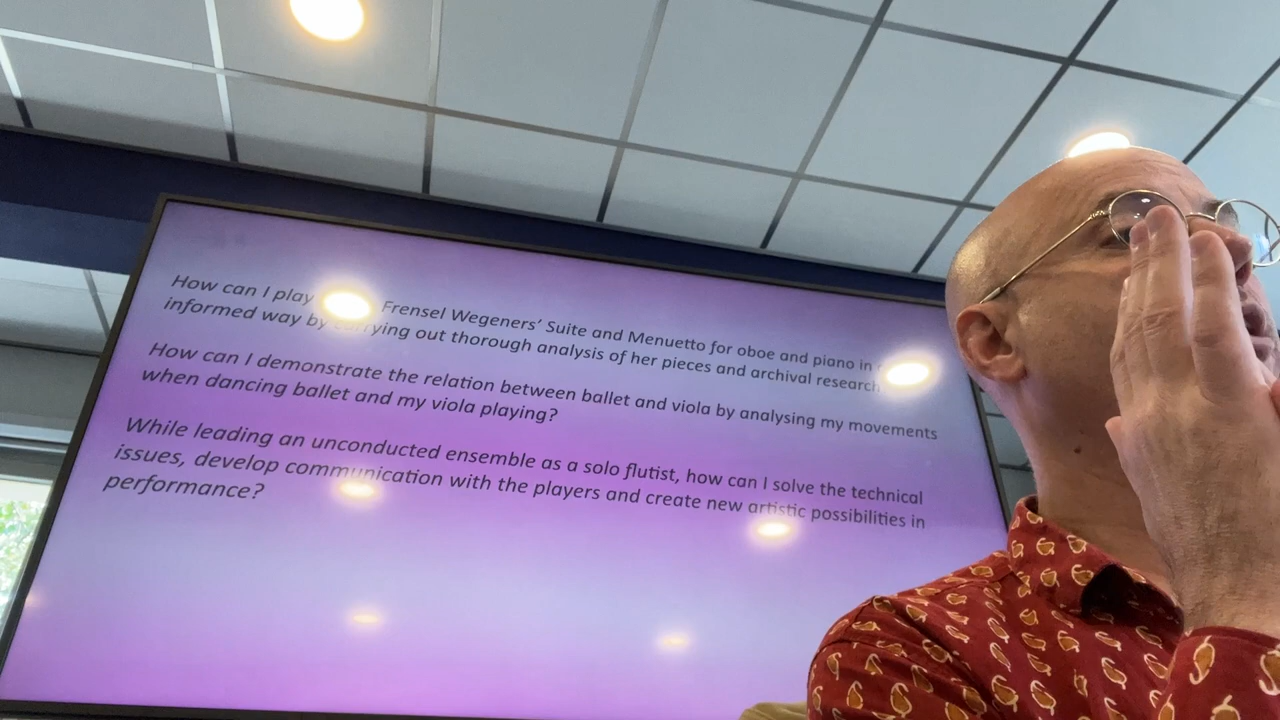 How can I play Frensel Wegeners’ Suite and Menuetto for oboe and piano in
informed way by carrying out thorough analysis of her pieces and archival research
How can I demonstrate the relation between ballet and viola by analysing my movements
when dancing ballet and my viola playing?
While leading an unconducted ensemble as a solo flutist, how can I solve the technical
issues, develop communication with the players and create new artistic possibilities in
performance?